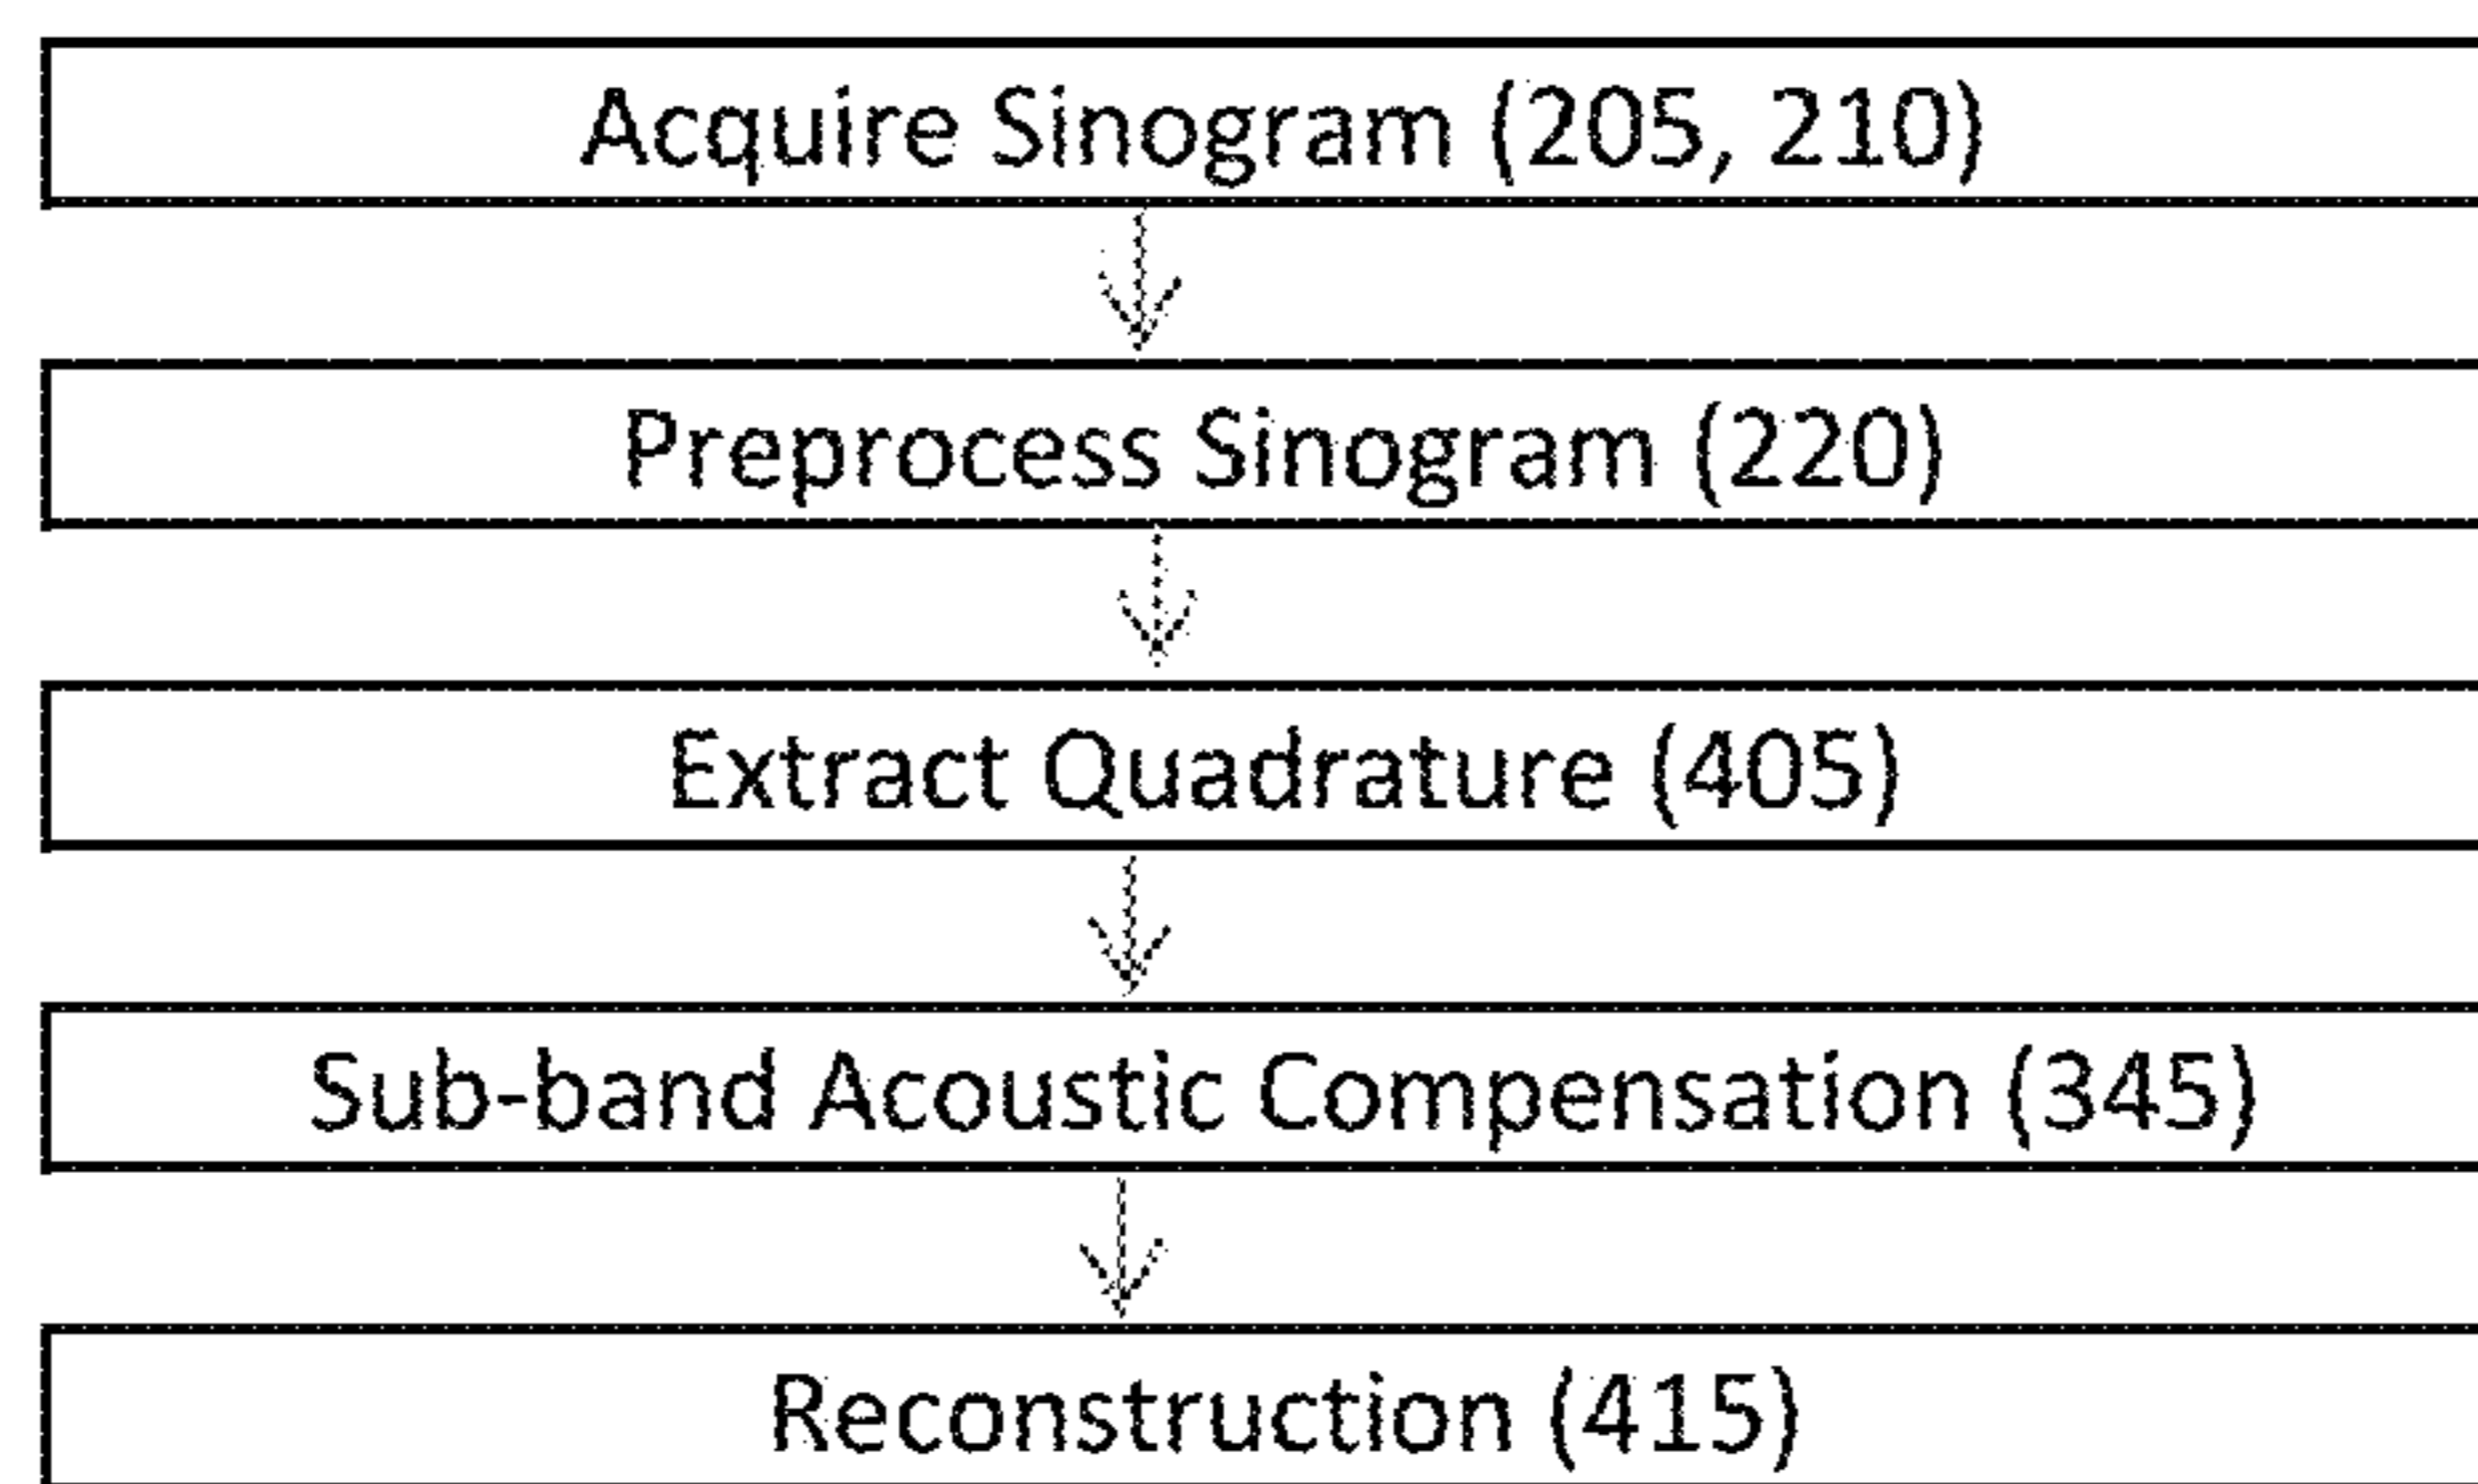 Acquire Sinogram (205, 210)
Preprocess Sinogram (220)
Extract Quadrature (405)
Sub-band Acoustic Compensation (345)
Reconstruction (415)